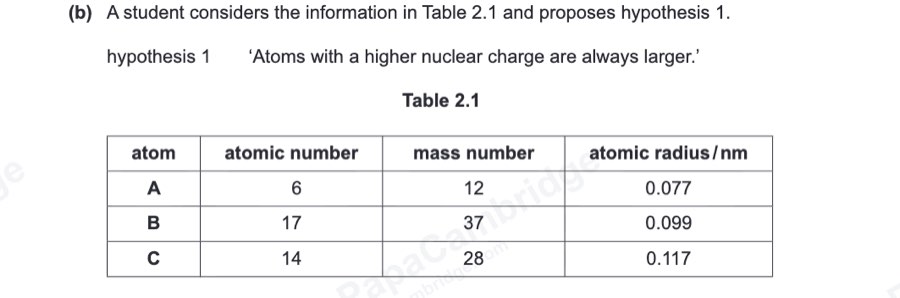 (b) A student considers the information in Table 2.1 and proposes hypothesis 1.
hypothesis 1 ‘Atoms with a higher nuclear charge are always larger.’
Table 2.1
atom atomic number mass number atomic radius / nm
A 6 12 0.077
B 17 37 0.099
C 14 28 0.117
PapaCambridge